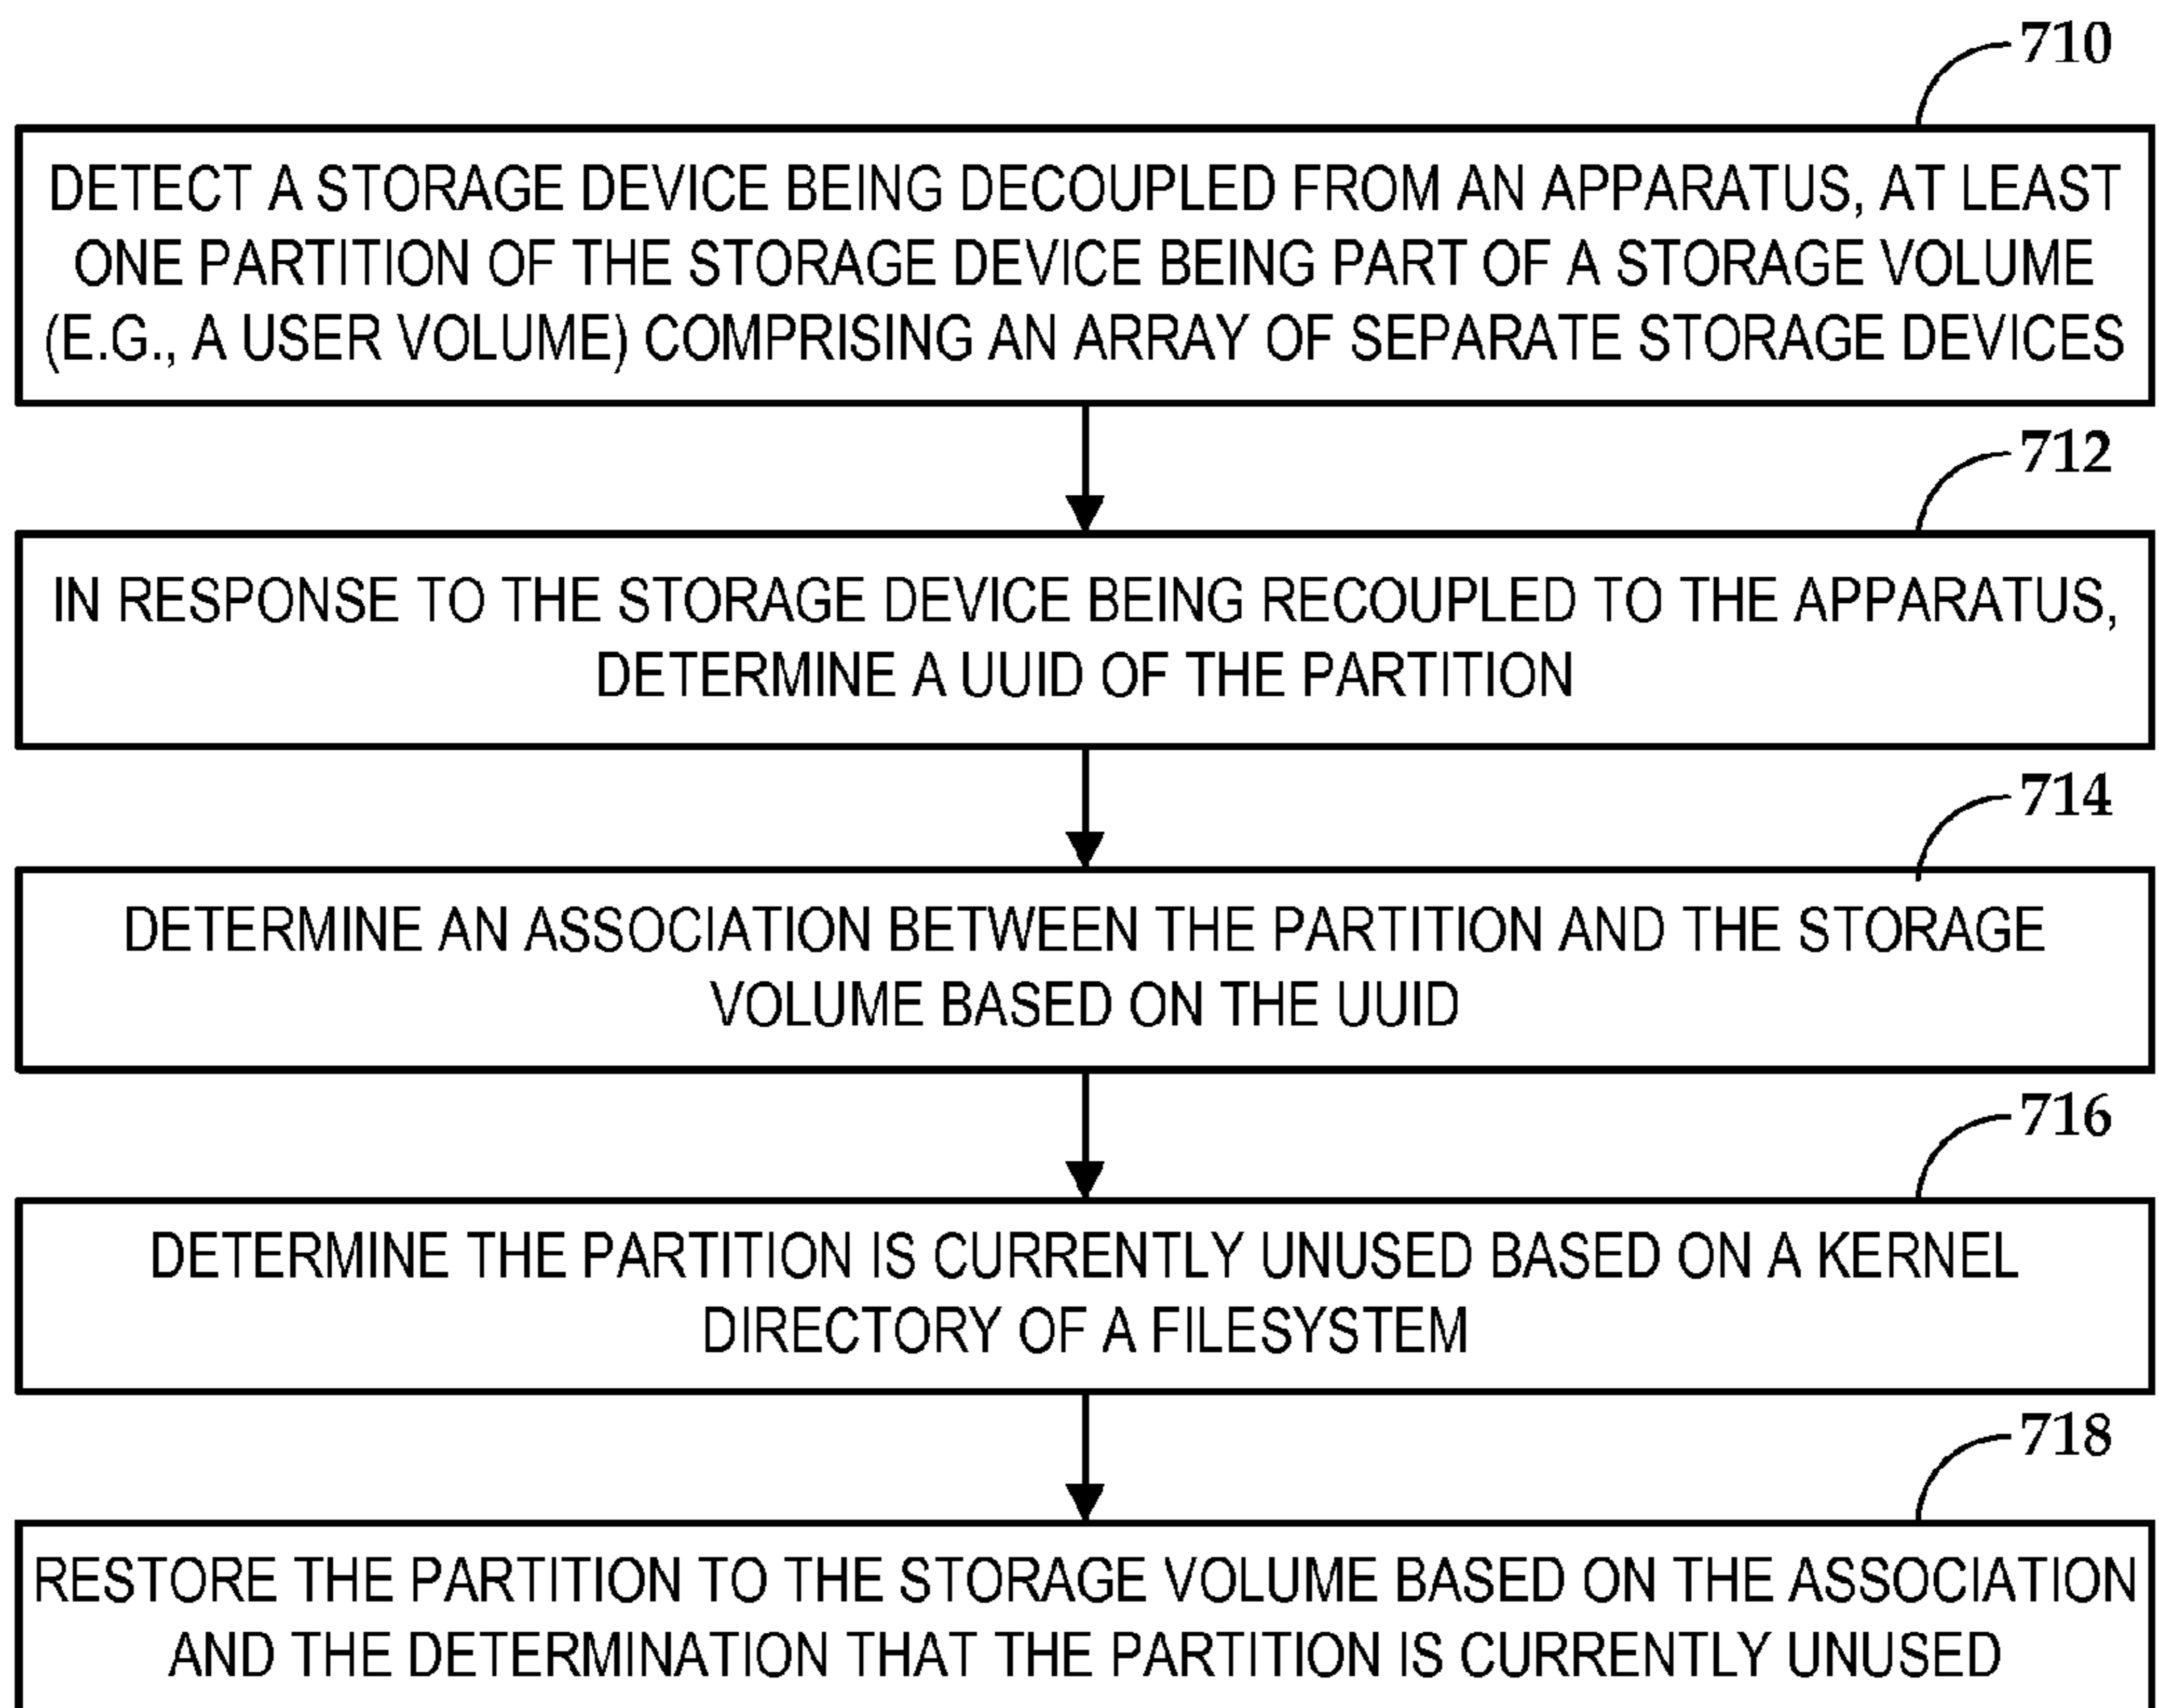 710
DETECT A STORAGE DEVICE BEING DECOUPLED FROM AN APPARATUS, AT LEAST
ONE PARTITION OF THE STORAGE DEVICE BEING PART OF A STORAGE VOLUME
(E.G., A USER VOLUME) COMPRISING AN ARRAY OF SEPARATE STORAGE DEVICES
712
IN RESPONSE TO THE STORAGE DEVICE BEING RECOUPLED TO THE APPARATUS,
DETERMINE A UUID OF THE PARTITION
714
DETERMINE AN ASSOCIATION BETWEEN THE PARTITION AND THE STORAGE
VOLUME BASED ON THE UUID
716
DETERMINE THE PARTITION IS CURRENTLY UNUSED BASED ON A KERNEL
DIRECTORY OF A FILESYSTEM
718
RESTORE THE PARTITION TO THE STORAGE VOLUME BASED ON THE ASSOCIATION
AND THE DETERMINATION THAT THE PARTITION IS CURRENTLY UNUSED